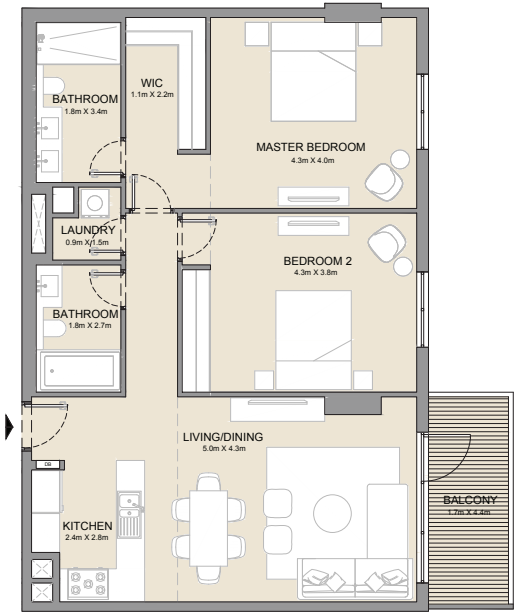 WIC
1.1m X 2.2m
BATHROOM
1.8m X 3.4m
MASTER BEDROOM
4.3m X 4.0m
LAUNDRY
0.9m X 1.5m
BEDROOM 2
4.3m X 3.8m
BATHROOM
1.8m X 2.7m
LIVING/DINING
5.0m X 4.3m
DB
BALCONY
1.7m X 4.4m
KITCHEN
2.4m X 2.8m